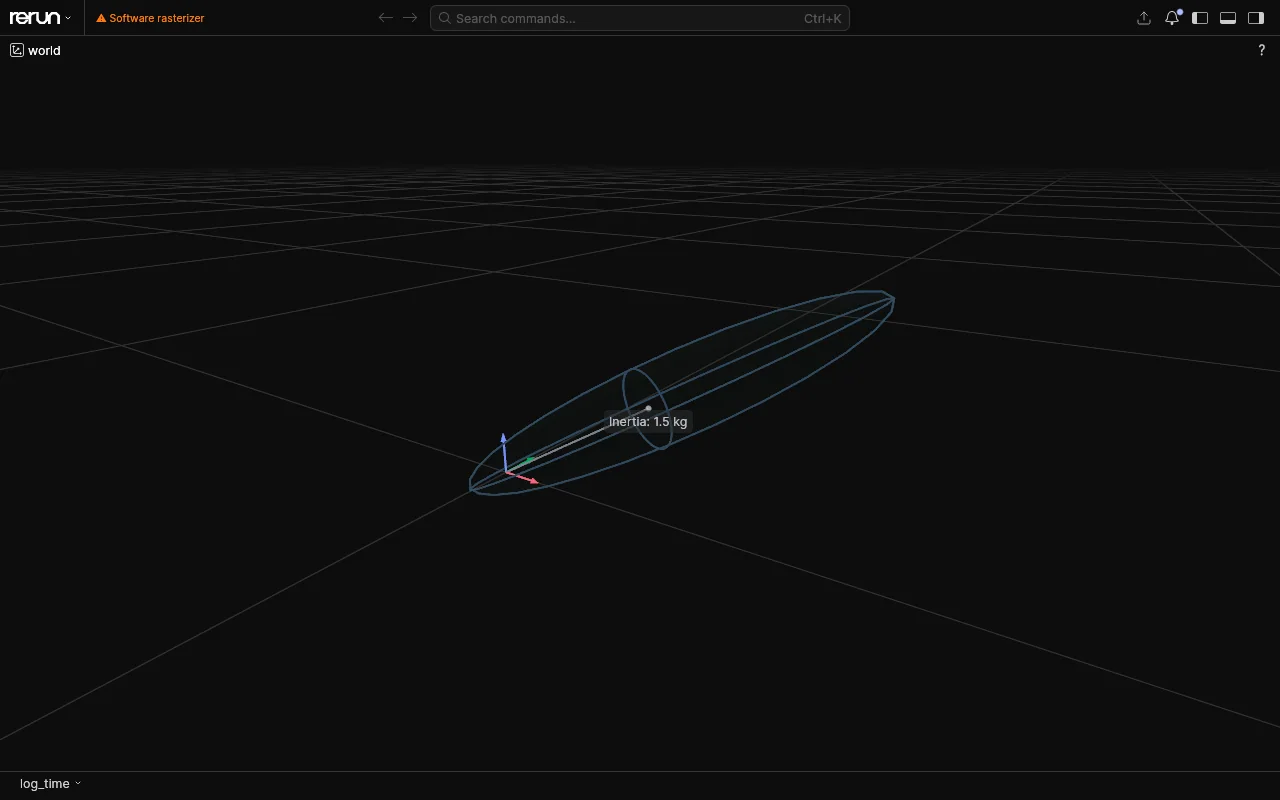 rerun
Software rasterizer
Search commands...
Ctrl+K
world
?
Inertia: 1.5 kg
log_time